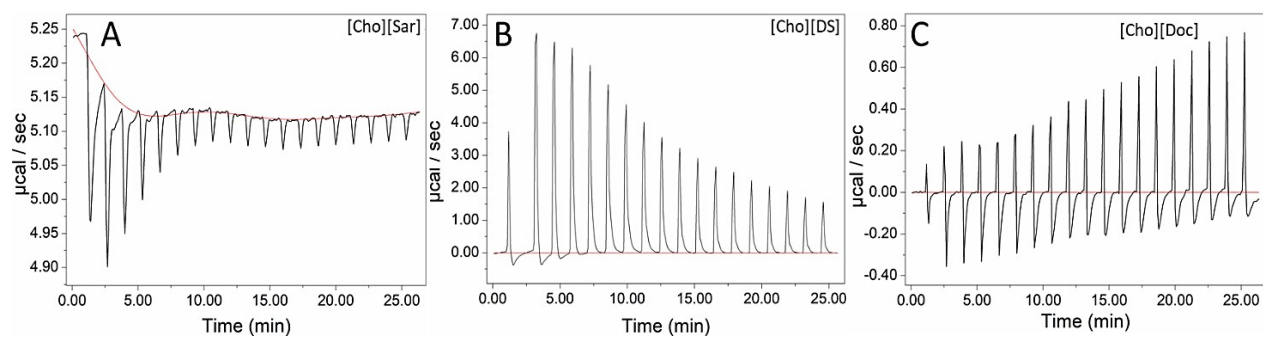 A
[Cho][Sar]
5.25
5.20
5.15
5.10
5.05
5.00
4.95
4.90
µcal / sec
0.00 5.00 10.00 15.00 20.00 25.00
Time (min)
B
[Cho][DS]
7.00
6.00
5.00
4.00
3.00
2.00
1.00
0.00
µcal / sec
0.00 5.00 10.00 15.00 20.00 25.00
Time (min)
C
[Cho][Doc]
0.80
0.60
0.40
0.20
0.00
-0.20
-0.40
µcal / sec
0.00 5.00 10.00 15.00 20.00 25.00
Time (min)